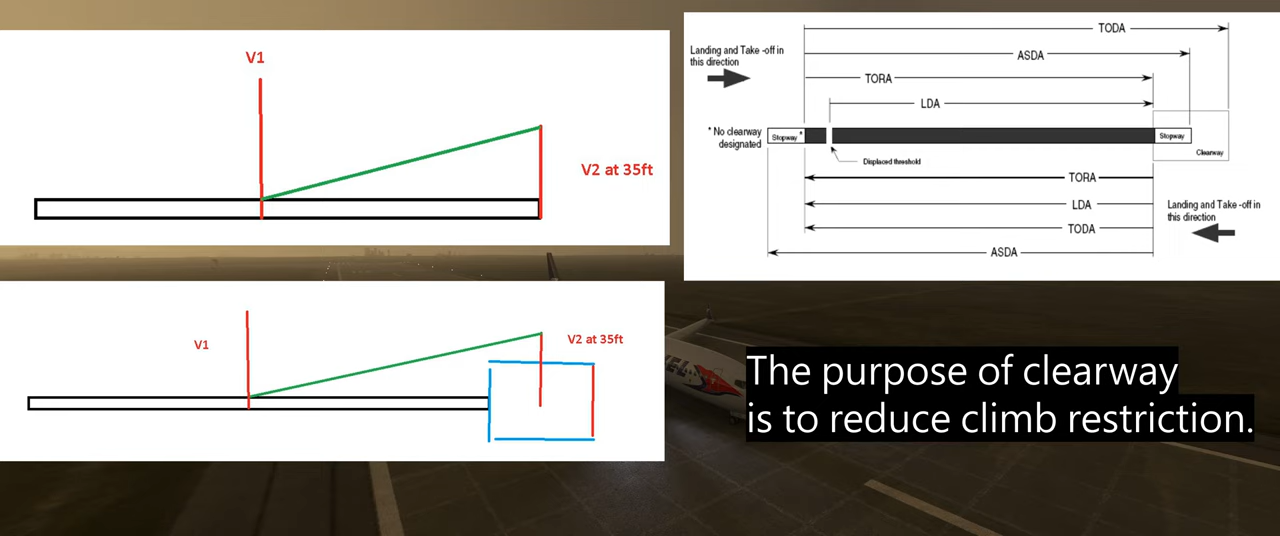 V1
V2 at 35ft
V1
V2 at 35ft
TODA
Landing and Take -off in
this direction
ASDA
TORA
LDA
* No clearway
designated
Stopway *
Stopway
Clearway
Displaced threshold
TORA
LDA
Landing and Take -off in
this direction
TODA
ASDA
The purpose of clearway
is to reduce climb restriction.